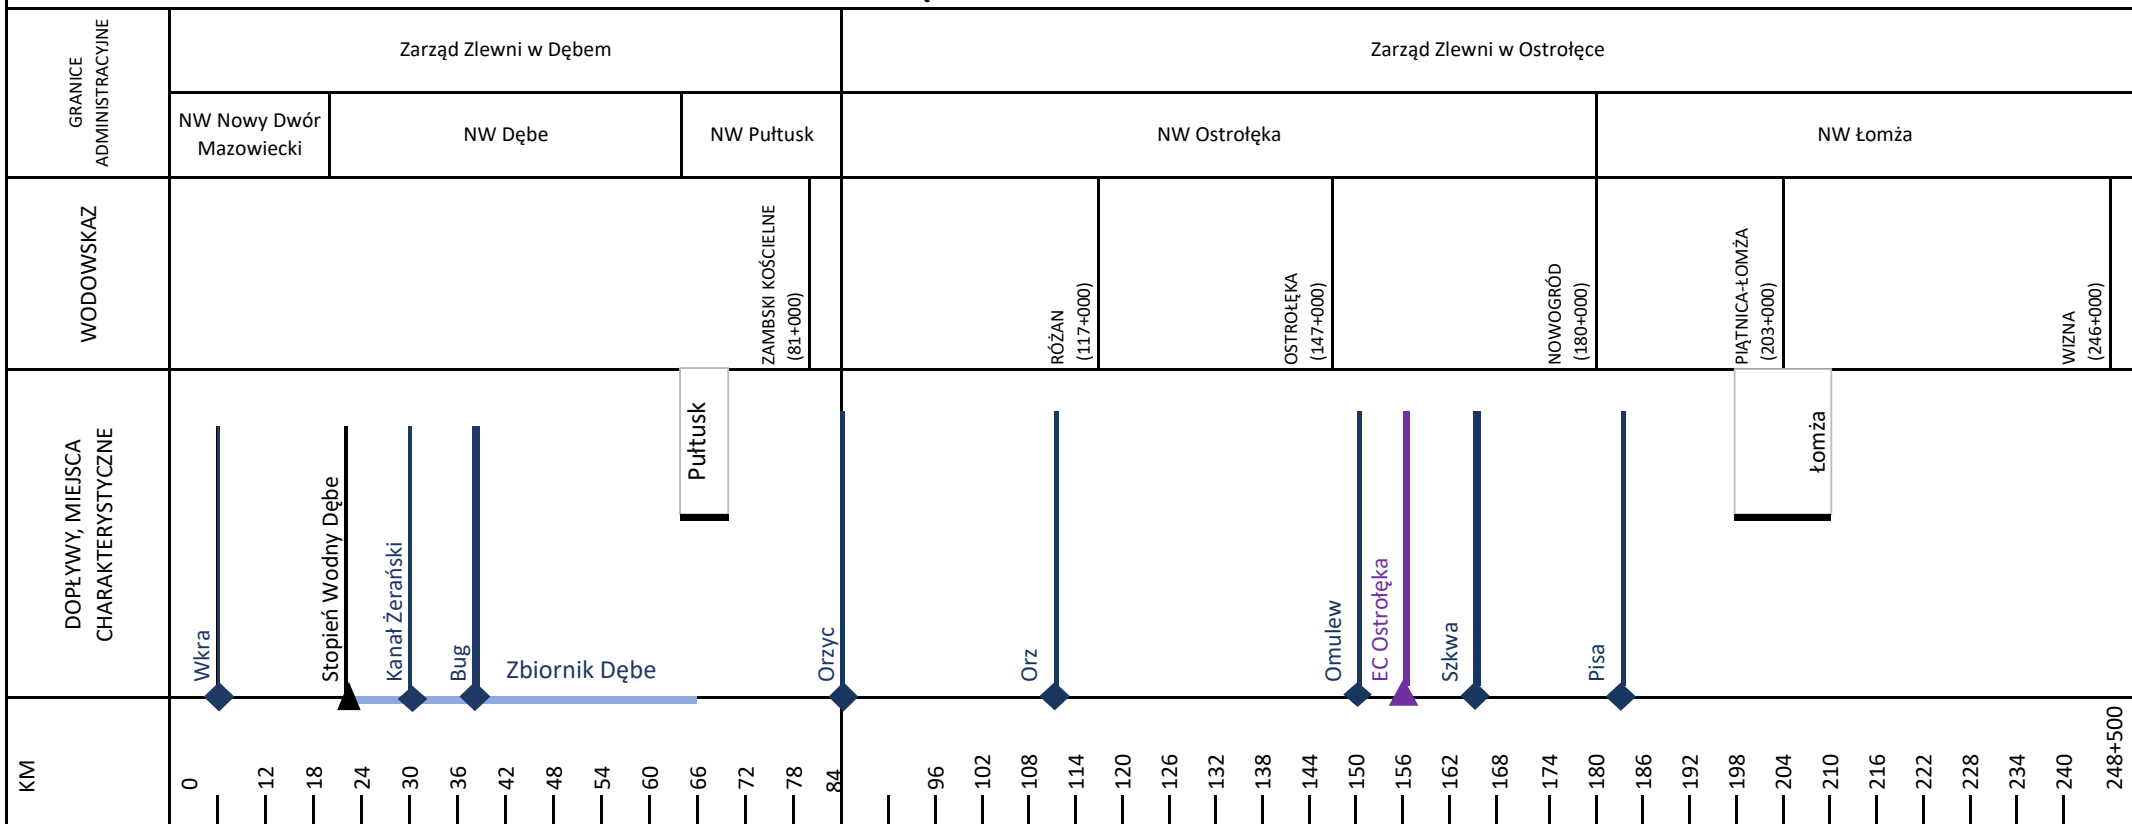 GRANICE
ADMINISTRACYJNE
Zarząd Zlewni w Dębem
Zarząd Zlewni w Ostrołęce
NW Nowy Dwór
Mazowiecki
NW Dębe
NW Pułtusk
NW Ostrołęka
NW Łomża
WODOWSKAZ
ZAMBSKI KOŚCIELNE
(81+000)
RÓŻAN
(117+000)
OSTROŁĘKA
(147+000)
NOWOGRÓD
(180+000)
PIĄTNICA-ŁOMŻA
(203+000)
WIZNA
(246+000)
DOPŁYWY, MIEJSCA
CHARAKTERYSTYCZNE
Wkra
Stopień Wodny Dębe
Kanał Żerański
Bug
Zbiornik Dębe
Pułtusk
Orzyc
Orz
Omulew
EC Ostrołęka
Szkwa
Pisa
Łomża
KM
0
12
18
24
30
36
42
48
54
60
66
72
78
84
96
102
108
114
120
126
132
138
144
150
156
162
168
174
180
186
192
198
204
210
216
222
228
234
240
248+500